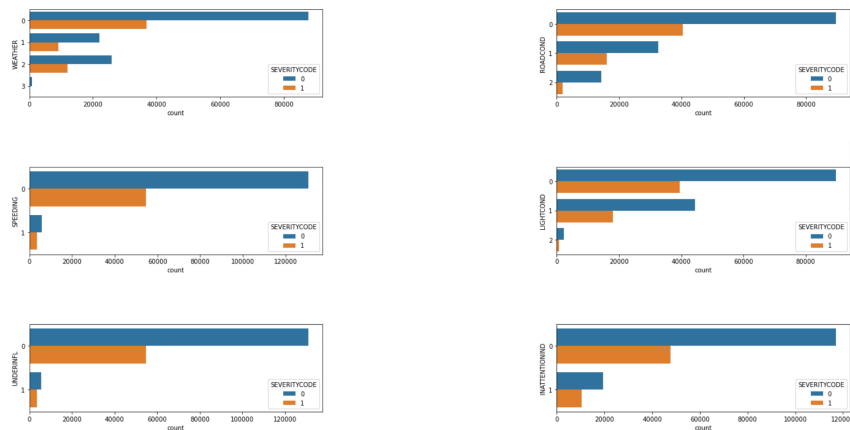 WEATHER
0
1
2
3
SEVERITYCODE
0
1
0 20000 40000 60000 80000
count
ROADCOND
0
1
2
SEVERITYCODE
0
1
0 20000 40000 60000 80000
count
SPEEDING
0
1
SEVERITYCODE
0
1
0 20000 40000 60000 80000 100000 120000
count
LIGHTCOND
0
1
2
SEVERITYCODE
0
1
0 20000 40000 60000 80000
count
UNDERINFL
0
1
SEVERITYCODE
0
1
0 20000 40000 60000 80000 100000 120000
count
INATTENTIONIND
0
1
SEVERITYCODE
0
1
0 20000 40000 60000 80000 100000 12000
count